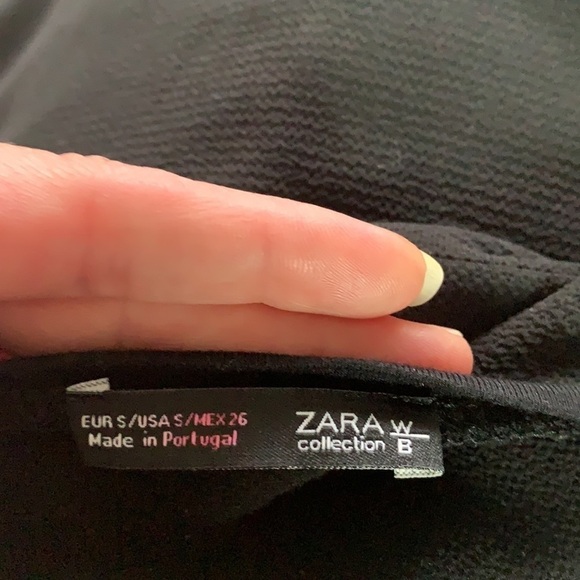 EUR S/USA S/MEX 26
Made in Portugal
ZARA W
collection B